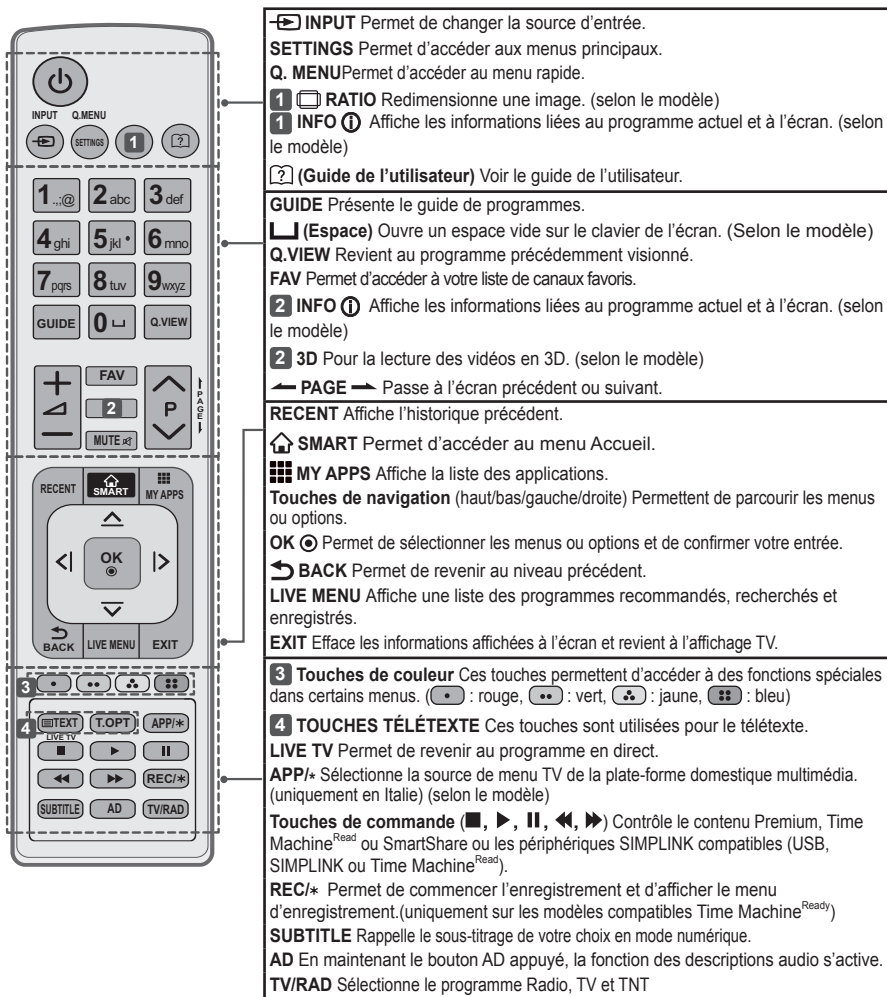 INPUT Q.MENU
SETTINGS 1 ?
1 .,;@ 2 abc 3 def
4 ghi 5 jkl 6 mno
7 pqrs 8 tuv 9 wxyz
GUIDE 0 Q.VIEW
FAV
2 P PAGE
MUTE
RECENT SMART MY APPS
OK
BACK LIVE MENU EXIT
3
4 TEXT T.OPT APP/*
LIVE TV
REC/*
SUBTITLE AD TV/RAD
INPUT Permet de changer la source d'entrée.
SETTINGS Permet d'accéder aux menus principaux.
Q. MENUPermet d'accéder au menu rapide.
1 RATIO Redimensionne une image. (selon le modèle)
1 INFO ⓘ Affiche les informations liées au programme actuel et à l'écran. (selon
le modèle)
? (Guide de l'utilisateur) Voir le guide de l'utilisateur.
GUIDE Présente le guide de programmes.
(Espace) Ouvre un espace vide sur le clavier de l'écran. (Selon le modèle)
Q.VIEW Revient au programme précédemment visionné.
FAV Permet d'accéder à votre liste de canaux favoris.
2 INFO ⓘ Affiche les informations liées au programme actuel et à l'écran. (selon
le modèle)
2 3D Pour la lecture des vidéos en 3D. (selon le modèle)
PAGE Passe à l'écran précédent ou suivant.
RECENT Affiche l'historique précédent.
SMART Permet d'accéder au menu Accueil.
MY APPS Affiche la liste des applications.
Touches de navigation (haut/bas/gauche/droite) Permettent de parcourir les menus
ou options.
OK ◉ Permet de sélectionner les menus ou options et de confirmer votre entrée.
BACK Permet de revenir au niveau précédent.
LIVE MENU Affiche une liste des programmes recommandés, recherchés et
enregistrés.
EXIT Efface les informations affichées à l'écran et revient à l'affichage TV.
3 Touches de couleur Ces touches permettent d'accéder à des fonctions spéciales
dans certains menus. ( : rouge, : vert, : jaune, : bleu)
4 TOUCHES TÉLÉTEXTE Ces touches sont utilisées pour le télétexte.
LIVE TV Permet de revenir au programme en direct.
APP/* Sélectionne la source de menu TV de la plate-forme domestique multimédia.
(uniquement en Italie) (selon le modèle)
Touches de commande (■, ▶, II, ◀◀, ▶▶) Contrôle le contenu Premium, Time
Machine Read ou SmartShare ou les périphériques SIMPLINK compatibles (USB,
SIMPLINK ou Time Machine Read).
REC/* Permet de commencer l'enregistrement et d'afficher le menu
d'enregistrement.(uniquement sur les modèles compatibles Time Machine Ready)
SUBTITLE Rappelle le sous-titrage de votre choix en mode numérique.
AD En maintenant le bouton AD appuyé, la fonction des descriptions audio s'active.
TV/RAD Sélectionne le programme Radio, TV et TNT